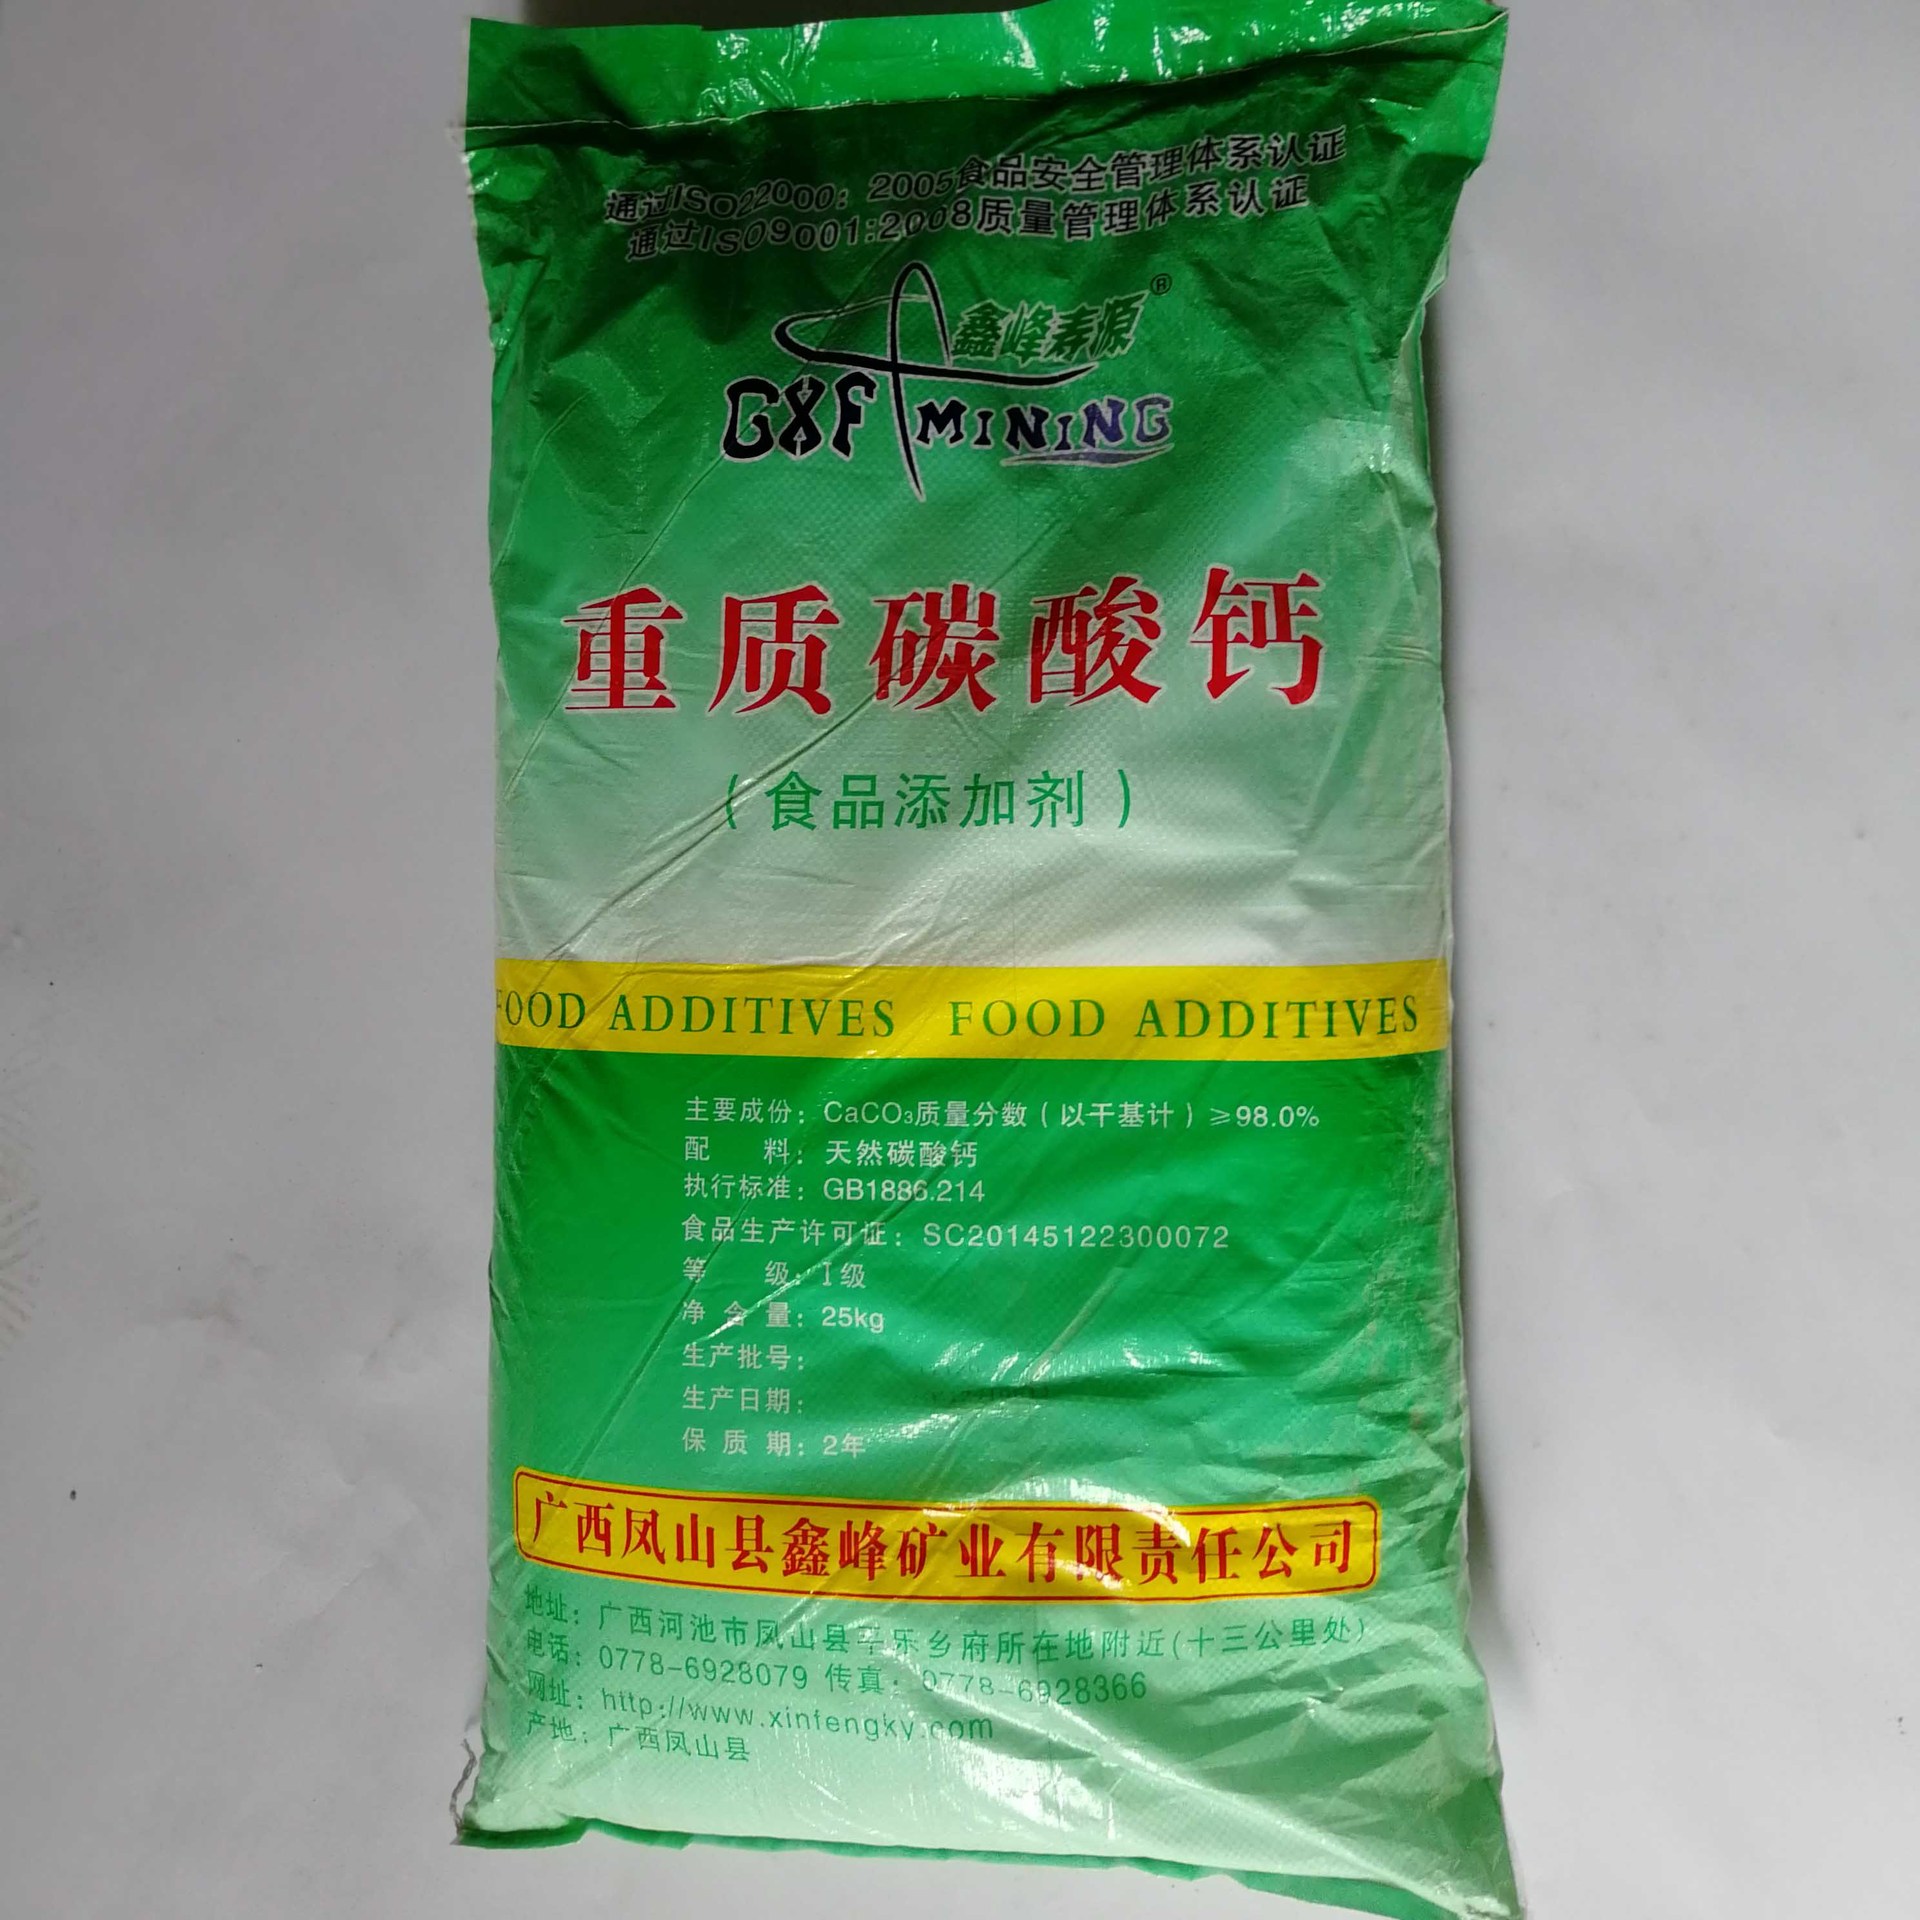 通过ISO22000：2005食品安全管理体系认证
通过ISO9001:2008质量管理体系认证
鑫峰寿源®
GXF MINING
重质碳酸钙
（食品添加剂）
FOOD ADDITIVES FOOD ADDITIVES
主要成份：CaCO₃质量分数（以干基计）≥98.0%
配 料：天然碳酸钙
执行标准：GB1886.214
食品生产许可证：SC20145122300072
等 级：I级
净含量：25kg
生产批号：
生产日期：
保质期：2年
广西凤山县鑫峰矿业有限责任公司
地址：广西河池市凤山县平乐乡府所在地附近(十三公里处)
电话：0778-6928079 传真：0778-6928366
网址：http://www.xinfengky.com
产地：广西凤山县